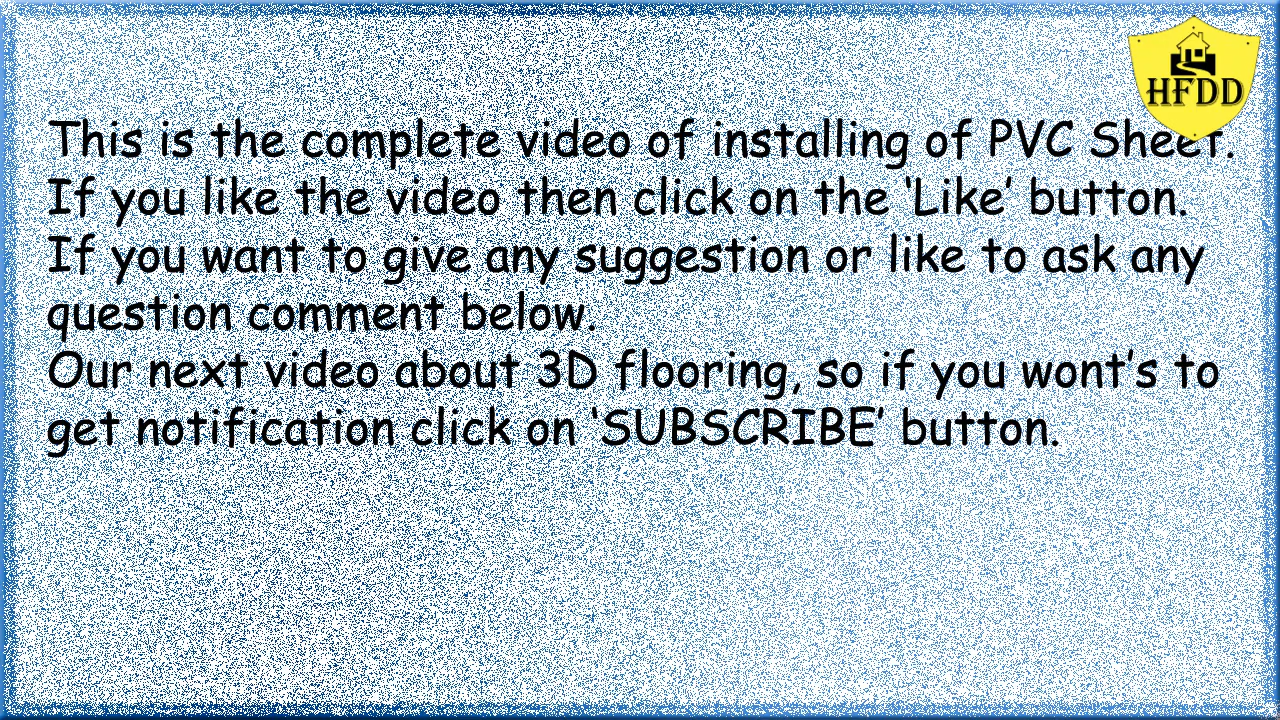 HFDD
This is the complete video of installing of PVC Sheet.
If you like the video then click on the ‘Like’ button.
If you want to give any suggestion or like to ask any
question comment below.
Our next video about 3D flooring, so if you wont’s to
get notification click on ‘SUBSCRIBE’ button.